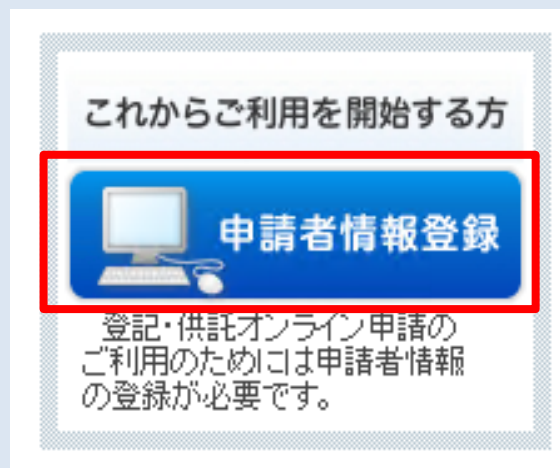 これからご利用を開始する方
申請者情報登録
登記・供託オンライン申請の
ご利用のためには申請者情報
の登録が必要です。